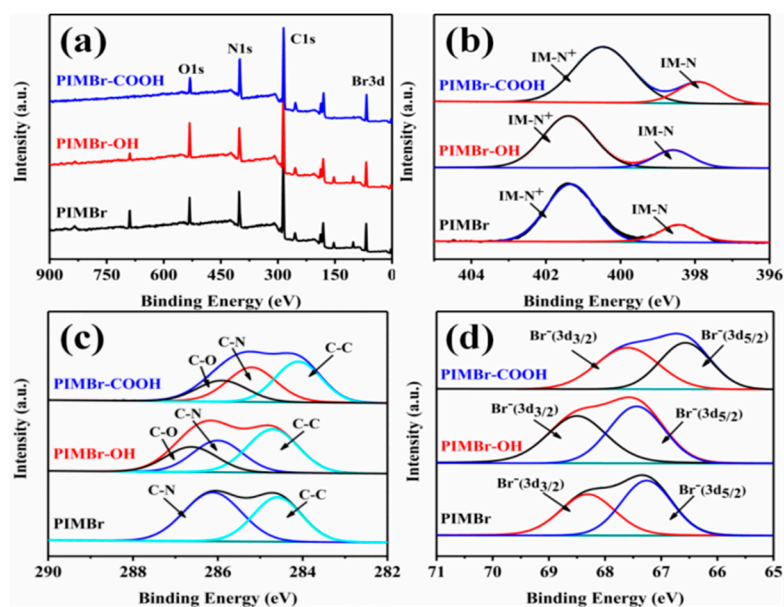 (a)
C1s
N1s
O1s
Br3d
PIMBr-COOH
PIMBr-OH
PIMBr
Intensity (a.u.)
900 750 600 450 300 150 0
Binding Energy (eV)
(b)
IM-N⁺
IM-N
PIMBr-COOH
IM-N⁺
IM-N
PIMBr-OH
IM-N⁺
IM-N
PIMBr
Intensity (a.u.)
404 402 400 398 396
Binding Energy (eV)
(c)
C-C
C-N
C-O
PIMBr-COOH
C-N
C-C
C-O
PIMBr-OH
C-N
C-C
PIMBr
Intensity (a.u.)
290 288 286 284 282
Binding Energy (eV)
(d)
Br⁻(3d₃/₂)
Br⁻(3d₅/₂)
PIMBr-COOH
Br⁻(3d₃/₂)
Br⁻(3d₅/₂)
PIMBr-OH
Br⁻(3d₃/₂)
Br⁻(3d₅/₂)
PIMBr
Intensity (a.u.)
71 70 69 68 67 66 65
Binding Energy (eV)